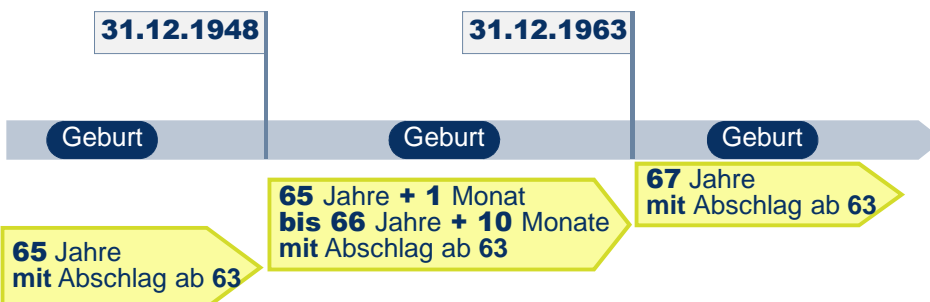 31.12.1948
31.12.1963
Geburt
Geburt
Geburt
65 Jahre
mit Abschlag ab 63
65 Jahre + 1 Monat
bis 66 Jahre + 10 Monate
mit Abschlag ab 63
67 Jahre
mit Abschlag ab 63